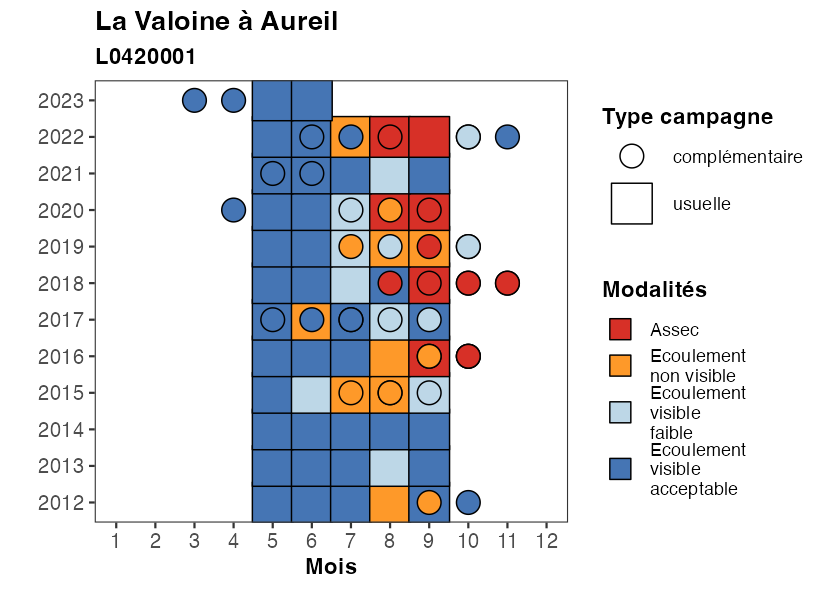 La Valoine à Aureil
L0420001
2023
2022
2021
2020
2019
2018
2017
2016
2015
2014
2013
2012
1 2 3 4 5 6 7 8 9 10 11 12
Mois
Type campagne
complémentaire
usuelle
Modalités
Assec
Ecoulement
non visible
Ecoulement
visible
faible
Ecoulement
visible
acceptable